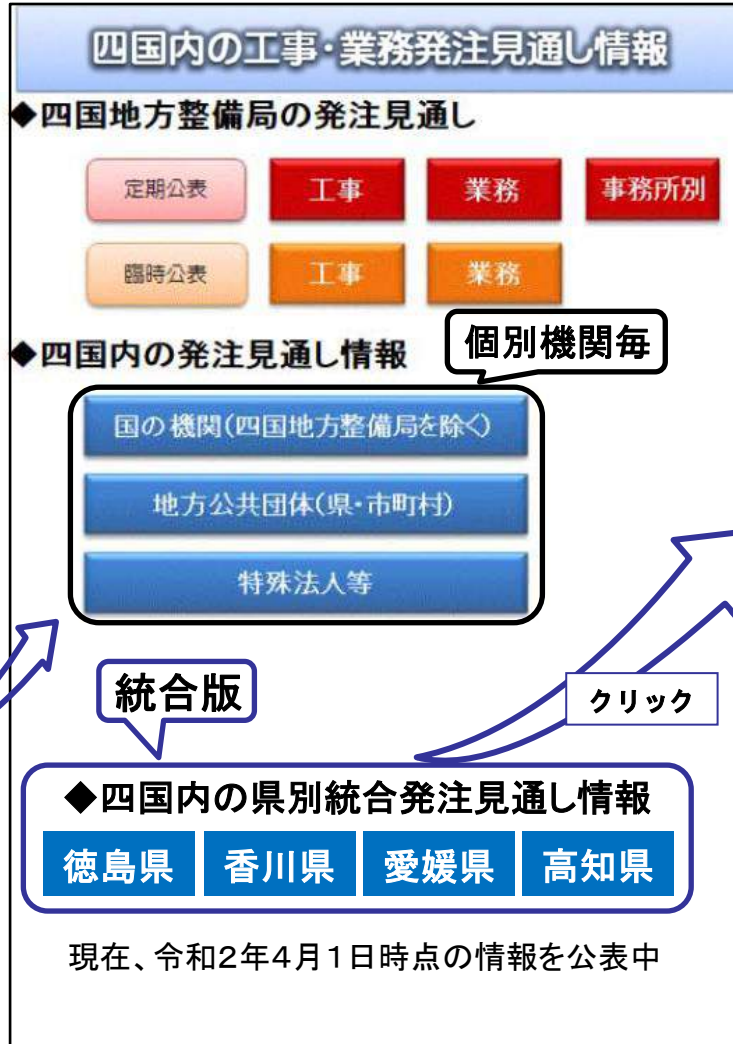 四国内の工事・業務発注見通し情報
◆四国地方整備局の発注見通し
定期公表 工事 業務 事務所別
臨時公表 工事 業務
個別機関毎
◆四国内の発注見通し情報
国の機関(四国地方整備局を除く)
地方公共団体(県・市町村)
特殊法人等
統合版
クリック
◆四国内の県別統合発注見通し情報
徳島県 香川県 愛媛県 高知県
現在、令和2年4月1日時点の情報を公表中